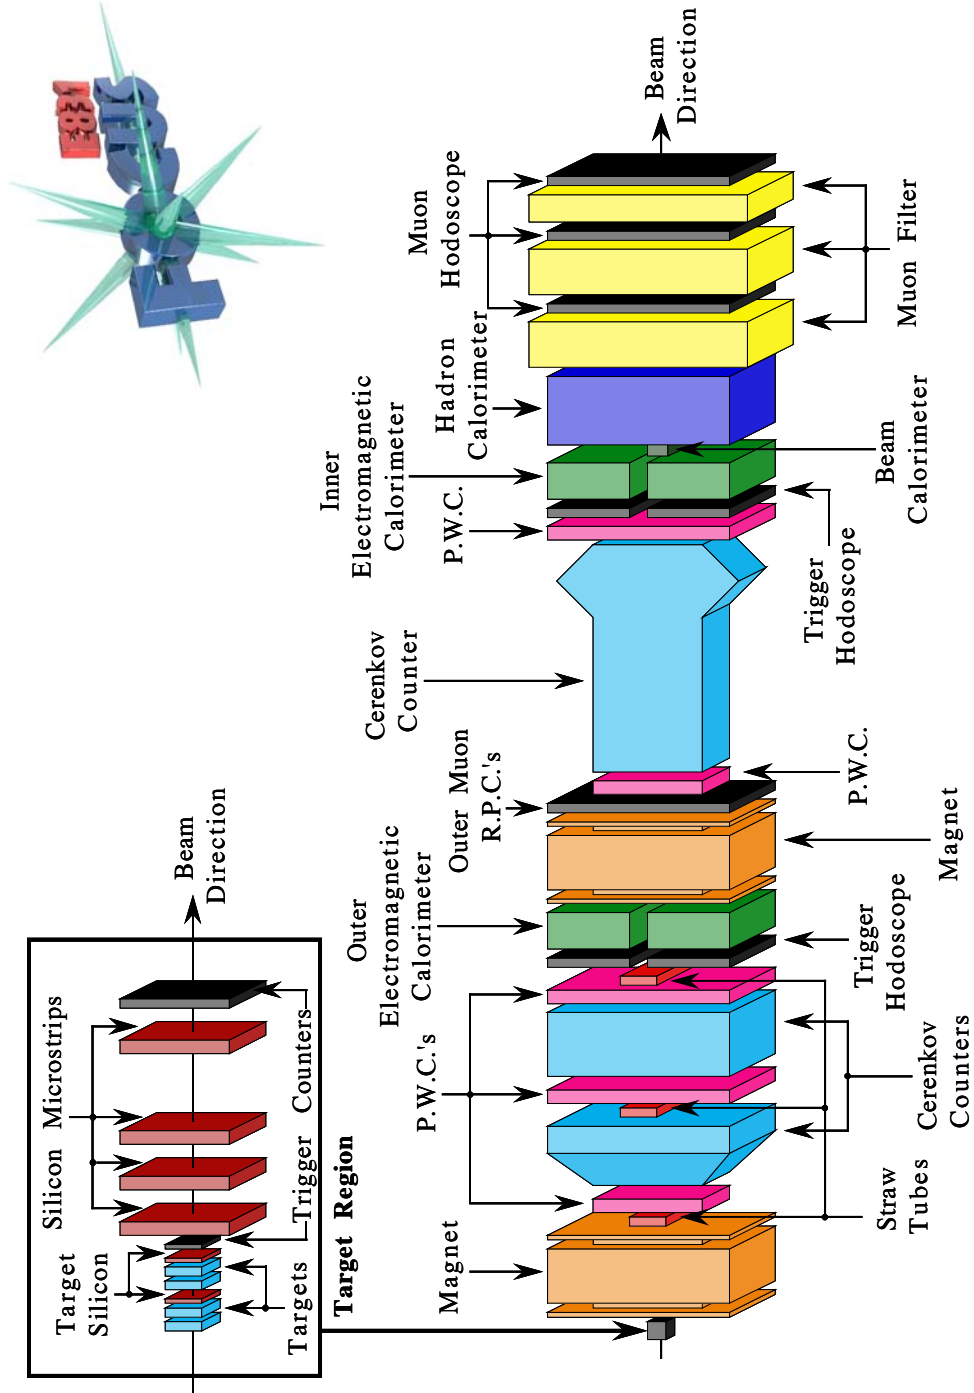 FOCUS
E831
Beam
Direction
Muon
Hodoscope
Muon Filter
Hadron
Calorimeter
Inner
Electromagnetic
Calorimeter
Beam
Calorimeter
P.W.C.
Trigger
Hodoscope
Cerenkov
Counter
Outer Muon
R.P.C.'s
P.W.C.
Magnet
Outer
Electromagnetic
Calorimeter
Trigger
Hodoscope
P.W.C.'s
Cerenkov
Counters
Straw
Tubes
Magnet
Beam
Direction
Silicon Microstrips
Trigger Counters
Target
Silicon
Targets
Target Region